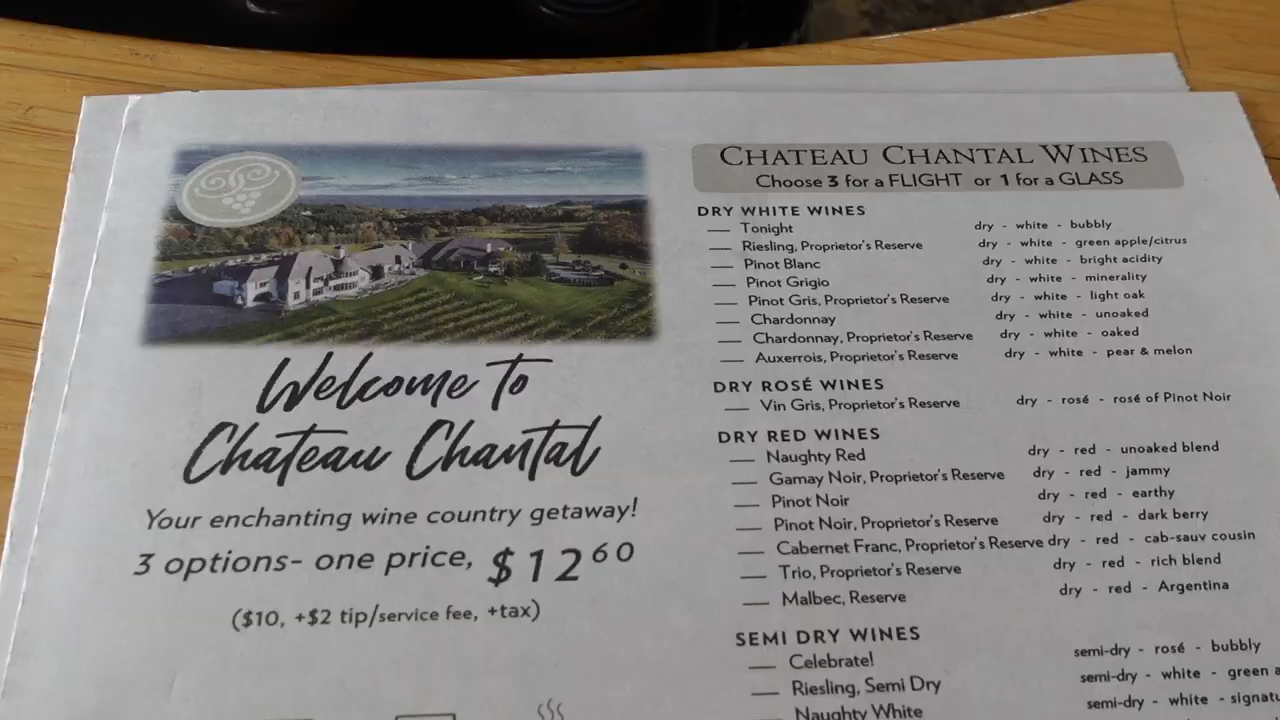 Welcome to
Chateau Chantal
Your enchanting wine country getaway!
3 options- one price, $12⁶⁰
($10, +$2 tip/service fee, +tax)
CHATEAU CHANTAL WINES
Choose 3 for a FLIGHT or 1 for a GLASS
DRY WHITE WINES
Tonight dry - white - bubbly
Riesling, Proprietor's Reserve dry - white - green apple/citrus
Pinot Blanc dry - white - bright acidity
Pinot Grigio dry - white - minerality
Pinot Gris, Proprietor's Reserve dry - white - light oak
Chardonnay dry - white - unoaked
Chardonnay, Proprietor's Reserve dry - white - oaked
Auxerrois, Proprietor's Reserve dry - white - pear & melon
DRY ROSÉ WINES
Vin Gris, Proprietor's Reserve dry - rosé - rosé of Pinot Noir
DRY RED WINES
Naughty Red dry - red - unoaked blend
Gamay Noir, Proprietor's Reserve dry - red - jammy
Pinot Noir dry - red - earthy
Pinot Noir, Proprietor's Reserve dry - red - dark berry
Cabernet Franc, Proprietor's Reserve dry - red - cab-sauv cousin
Trio, Proprietor's Reserve dry - red - rich blend
Malbec, Reserve dry - red - Argentina
SEMI DRY WINES
Celebrate! semi-dry - rosé - bubbly
Riesling, Semi Dry semi-dry - white - green
Naughty White semi-dry - white -